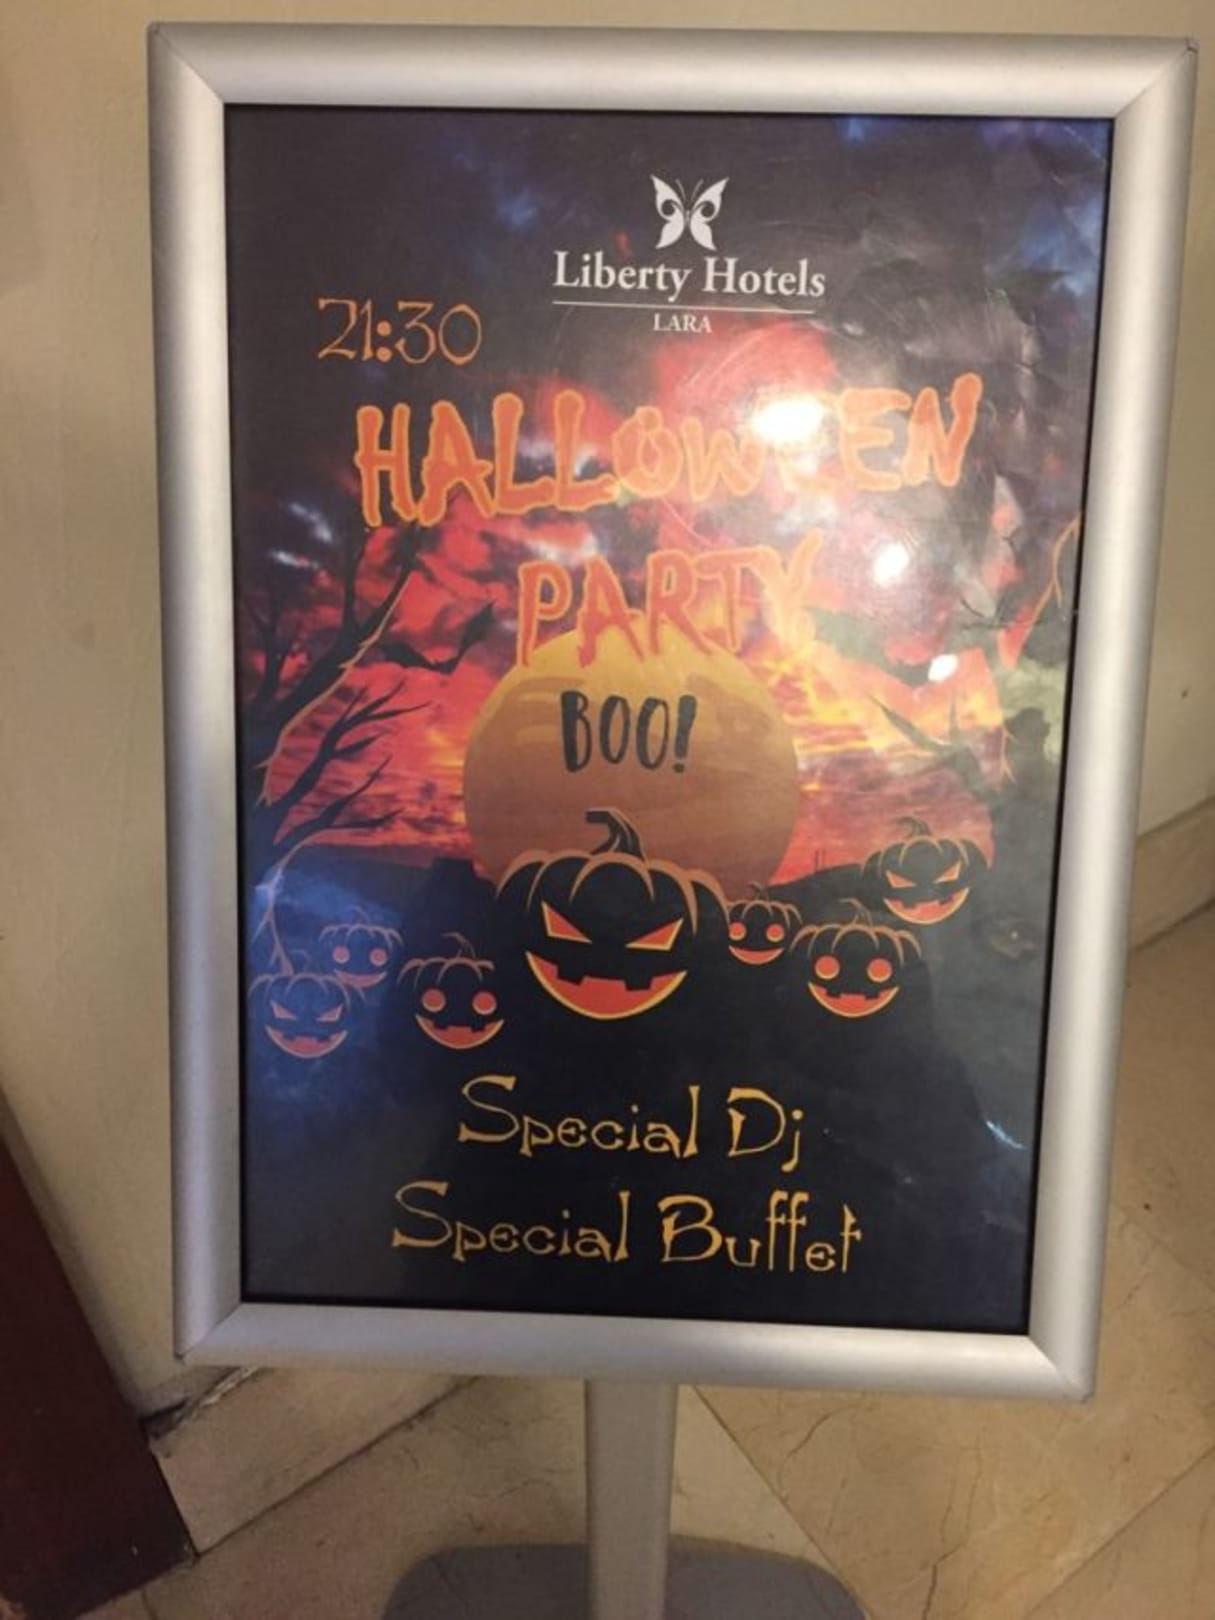 Liberty Hotels
LARA
21:30
HALLOWEEN
PARTY
BOO!
Special Dj
Special Buffet